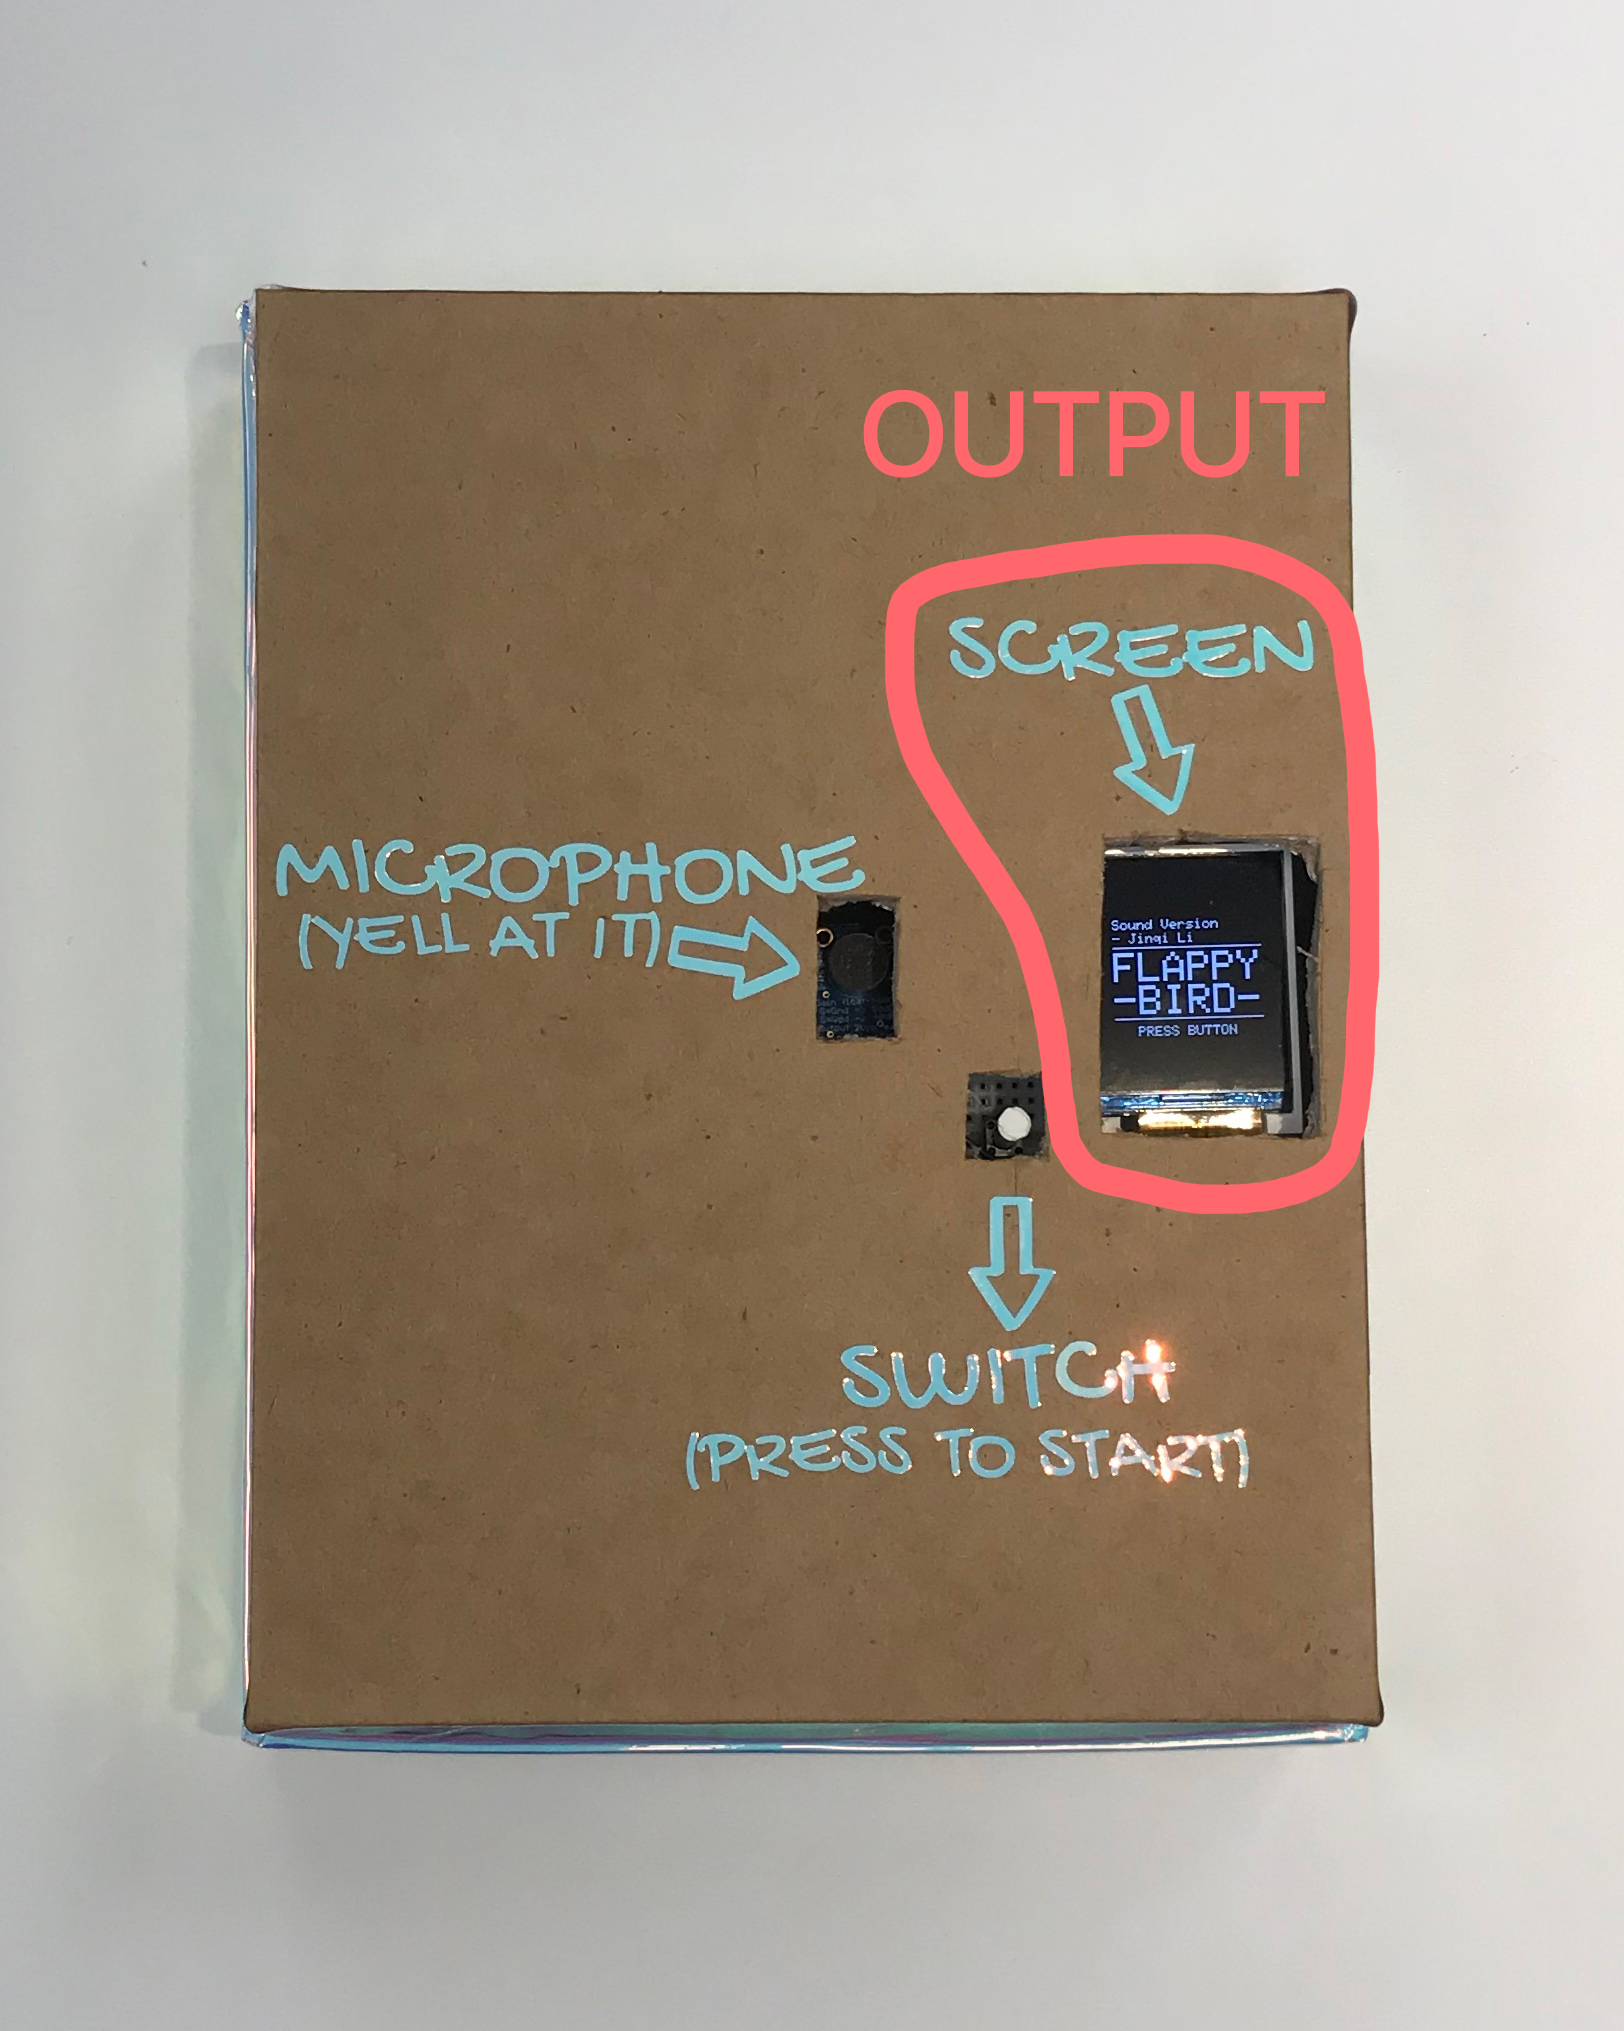 OUTPUT
SCREEN
MICROPHONE
(YELL AT IT)
Sound Version
- Jinqi Li
FLAPPY
-BIRD-
PRESS BUTTON
SWITCH
(PRESS TO START)